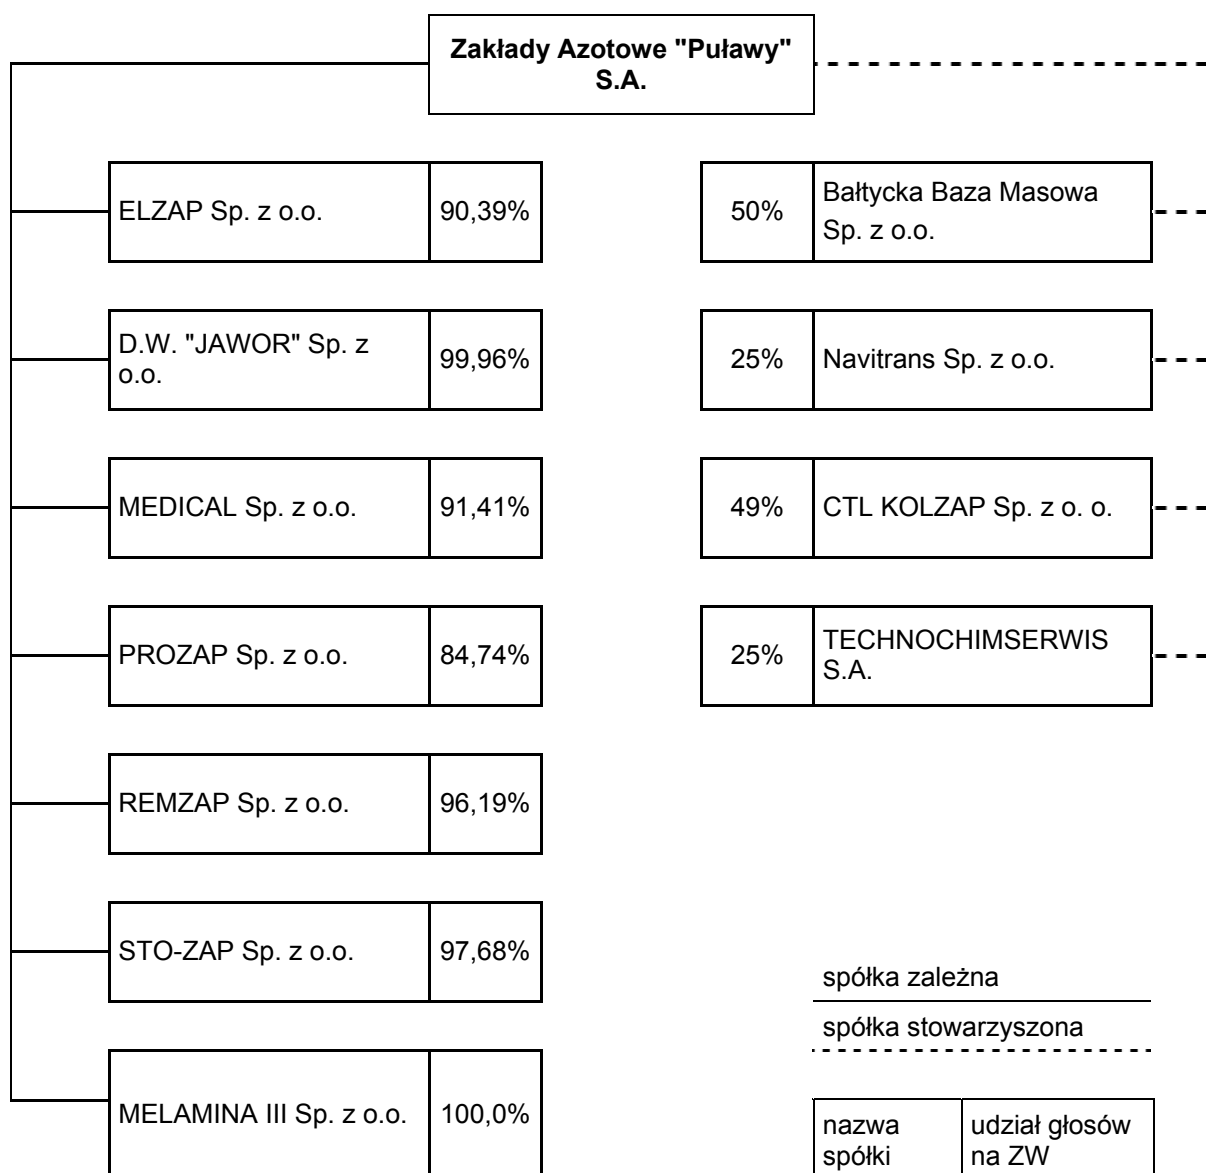 Zakłady Azotowe "Puławy"
S.A.
ELZAP Sp. z o.o.
90,39%
50%
Bałtycka Baza Masowa
Sp. z o.o.
D.W. "JAWOR" Sp. z
o.o.
99,96%
25%
Navitrans Sp. z o.o.
MEDICAL Sp. z o.o.
91,41%
49%
CTL KOLZAP Sp. z o. o.
PROZAP Sp. z o.o.
84,74%
25%
TECHNOCHIMSERWIS
S.A.
REMZAP Sp. z o.o.
96,19%
STO-ZAP Sp. z o.o.
97,68%
spółka zależna
spółka stowarzyszona
MELAMINA III Sp. z o.o.
100,0%
nazwa
spółki
udział głosów
na ZW